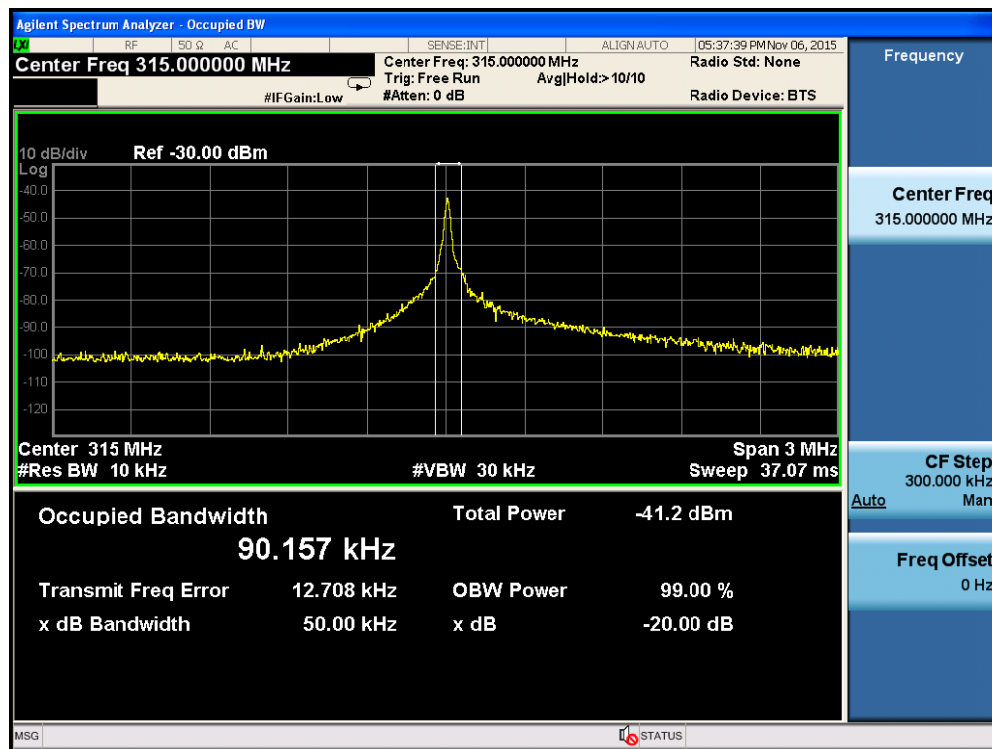 Agilent Spectrum Analyzer - Occupied BW
LXI RF 50 Ω AC SENSE:INT ALIGN AUTO 05:37:39 PM Nov 06, 2015
Center Freq 315.000000 MHz
Center Freq: 315.000000 MHz
Radio Std: None
Trig: Free Run Avg|Hold:> 10/10
#IFGain:Low
#Atten: 0 dB
Radio Device: BTS
10 dB/div Ref -30.00 dBm
Log
-40.0
-50.0
-60.0
-70.0
-80.0
-90.0
-100
-110
-120
Center 315 MHz Span 3 MHz
#Res BW 10 kHz #VBW 30 kHz Sweep 37.07 ms
Occupied Bandwidth Total Power -41.2 dBm
90.157 kHz
Transmit Freq Error 12.708 kHz OBW Power 99.00 %
x dB Bandwidth 50.00 kHz x dB -20.00 dB
Frequency
Center Freq
315.000000 MHz
CF Step
300.000 kHz
Auto Man
Freq Offset
0 Hz
MSG STATUS